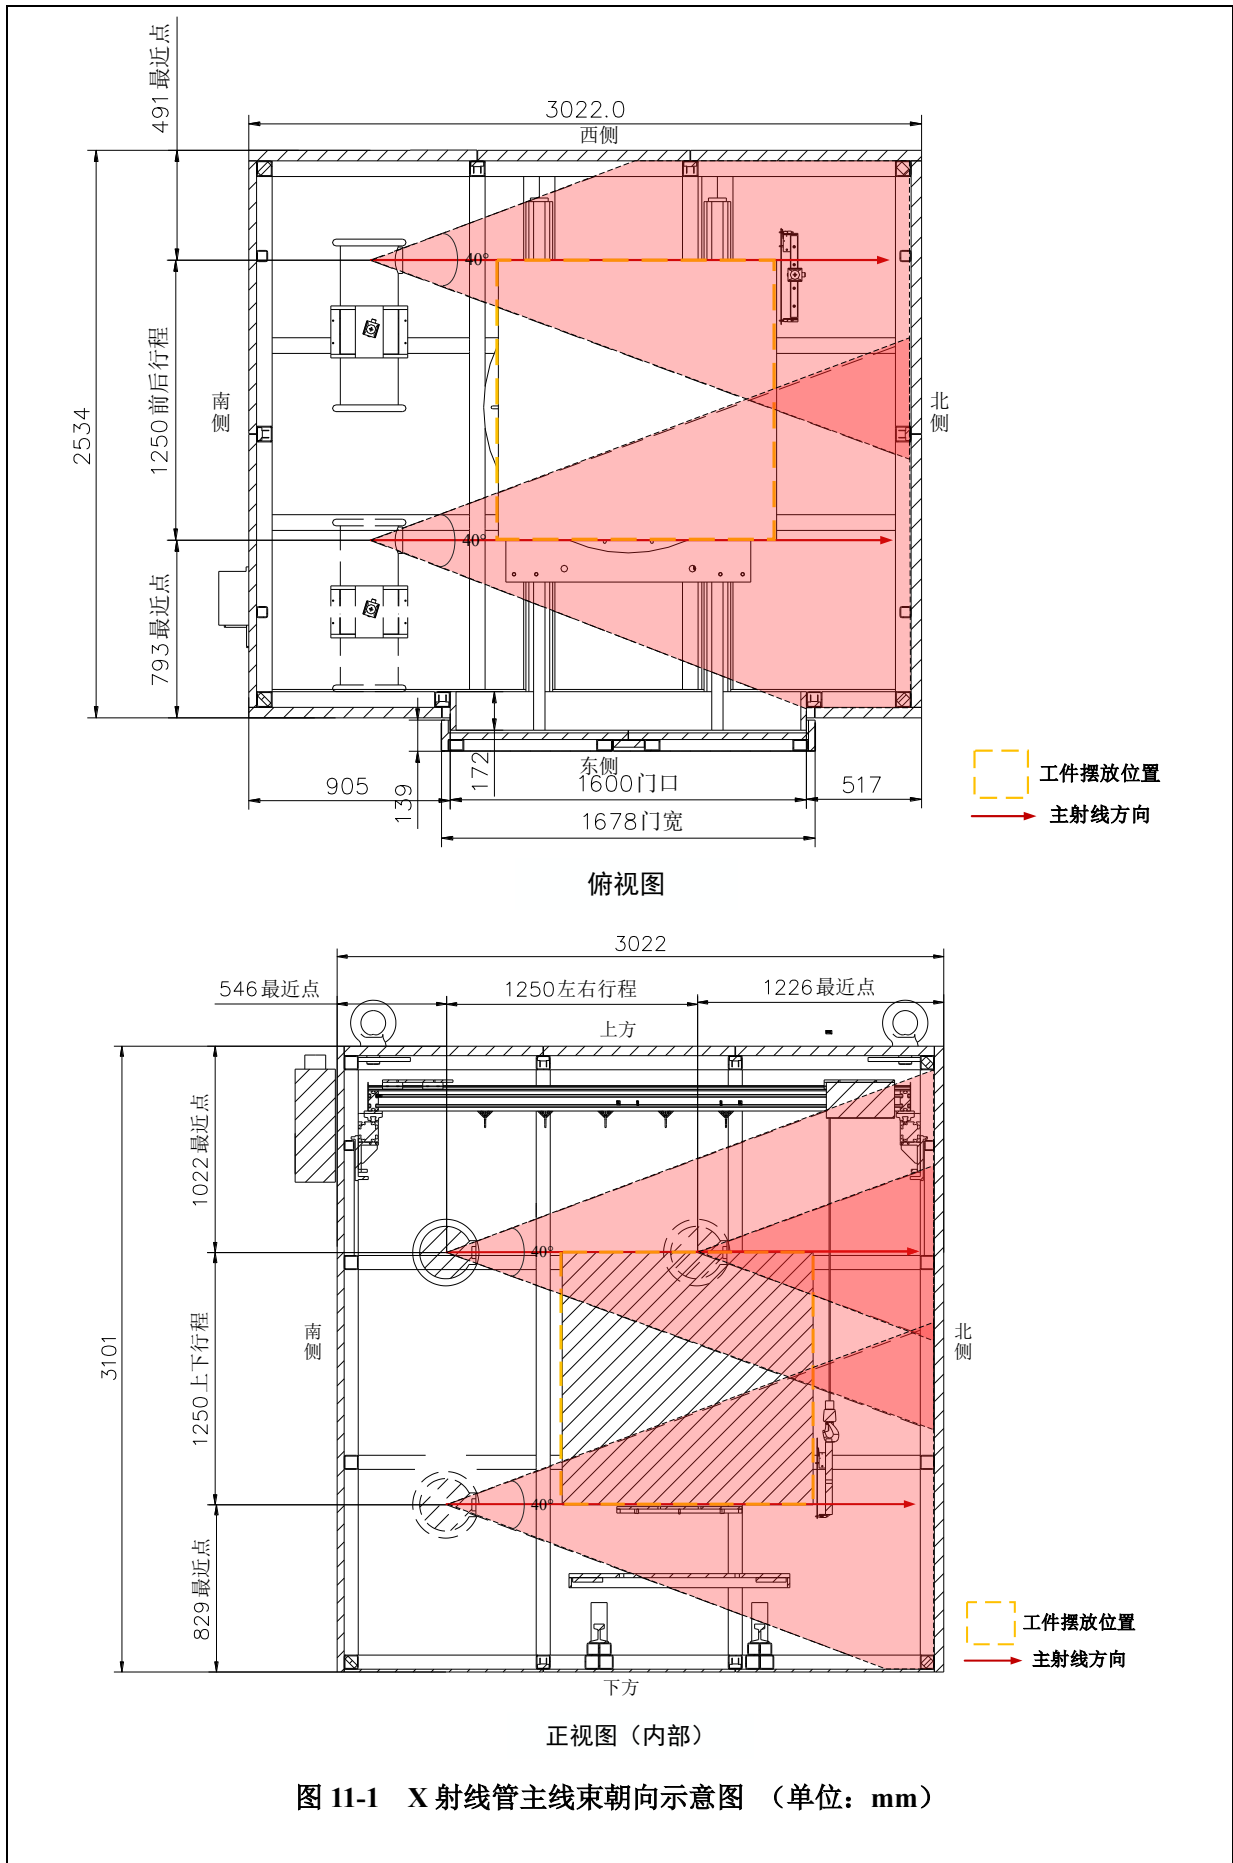 491最近点
3022.0
西侧
40°
1250前后行程
2534
南侧
北侧
40°
793最近点
172
139
东侧
905
1600门口
517
1678门宽
工件摆放位置
主射线方向
俯视图
3022
546最近点
1250左右行程
1226最近点
上方
1022最近点
40°
3101
1250上下行程
南侧
北侧
40°
829最近点
工件摆放位置
主射线方向
下方
正视图（内部）
图 11-1 X 射线管主线束朝向示意图 （单位：mm）